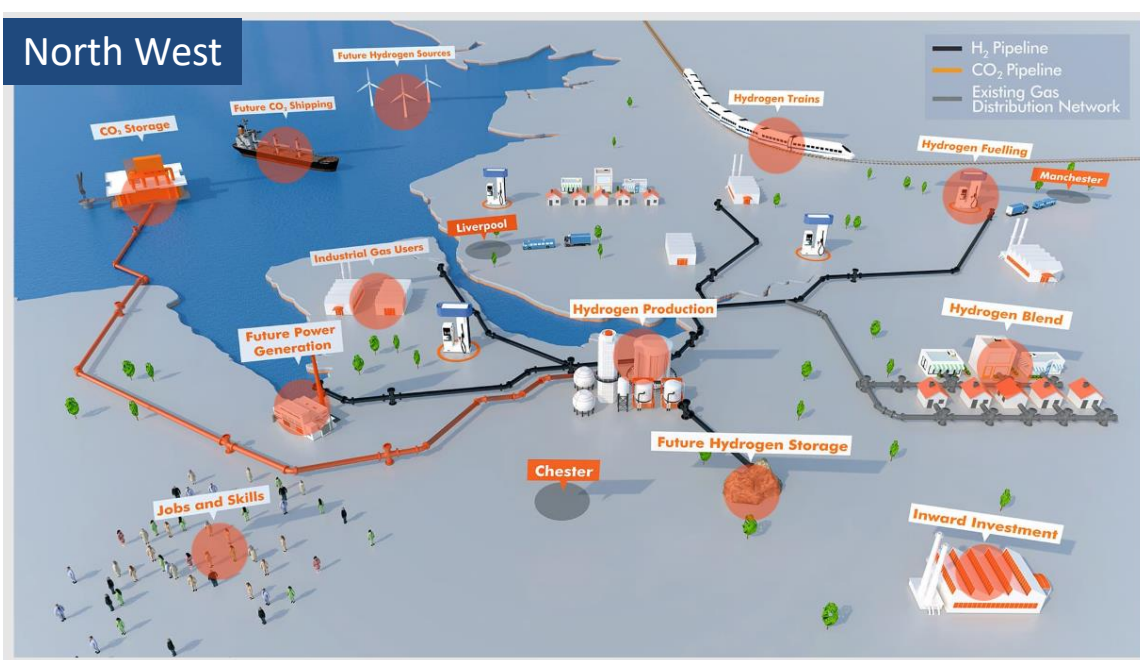 North West
Future Hydrogen Sources
Future CO₂ Shipping
CO₂ Storage
Hydrogen Trains
H₂ Pipeline
CO₂ Pipeline
Existing Gas
Distribution Network
Hydrogen Fuelling
Manchester
Liverpool
Industrial Gas Users
Hydrogen Production
Future Power
Generation
Hydrogen Blend
Future Hydrogen Storage
Chester
Jobs and Skills
Inward Investment